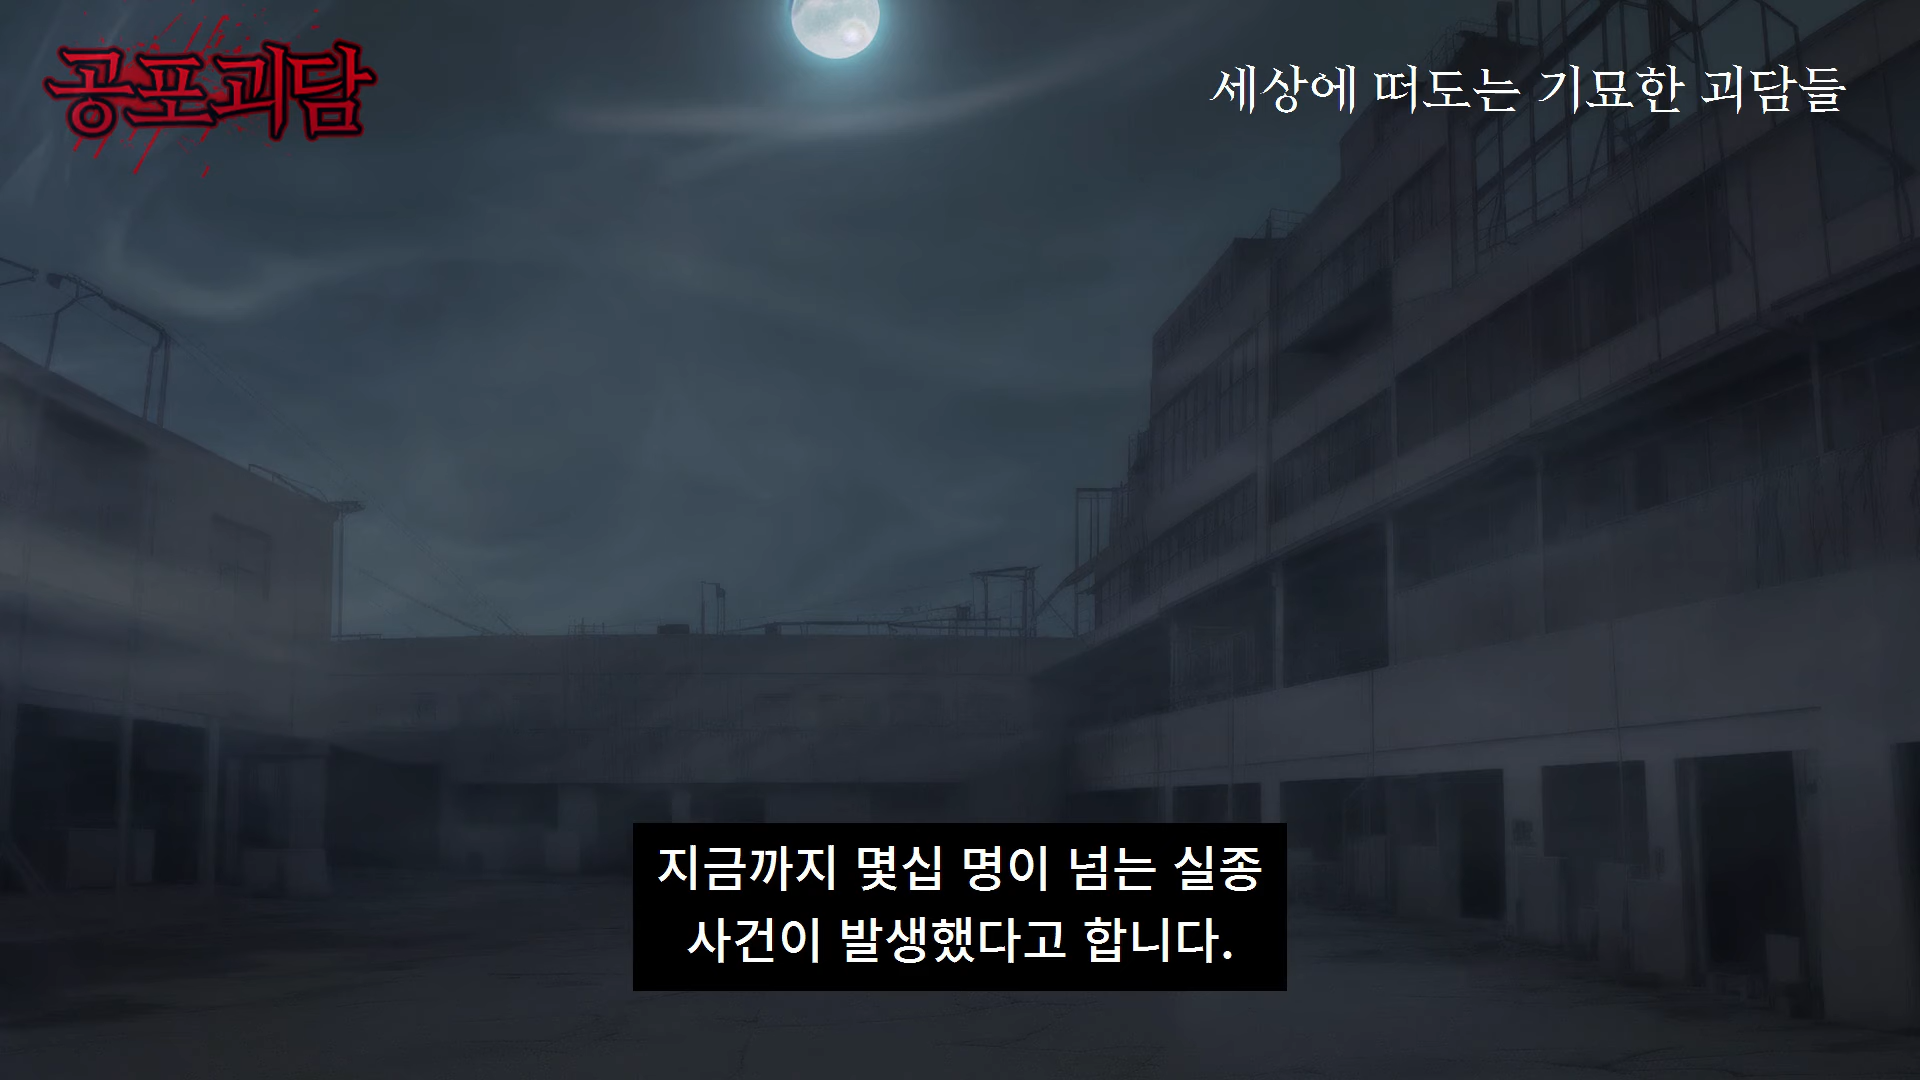 공포괴담
세상에 떠도는 기묘한 괴담들
지금까지 몇십 명이 넘는 실종
사건이 발생했다고 합니다.